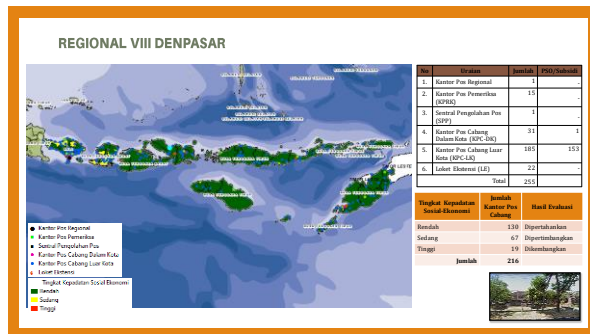 REGIONAL VIII DENPASAR
No Uraian Jumlah PSO/Subsidi
1. Kantor Pos Regional 1 -
2. Kantor Pos Pemeriksa 15 -
(KPRK)
3. Sentral Pengolahan Pos 1 -
(SPP)
4. Kantor Pos Cabang 31 1
Dalam Kota (KPC-DK)
5. Kantor Pos Cabang Luar 185 153
Kota (KPC-LK)
6. Loket Ekstensi (LE) 22 -
Total 255
Tingkat Kepadatan Sosial-Ekonomi Jumlah Kantor Pos Cabang Hasil Evaluasi
Rendah 130 Dipertahankan
Sedang 67 Dipertimbangkan
Tinggi 19 Dikembangkan
Jumlah 216
Kantor Pos Regional
Kantor Pos Pemeriksa
Sentral Pengolahan Pos
Kantor Pos Cabang Dalam Kota
Kantor Pos Cabang Luar Kota
Loket Ekstensi
Tingkat Kepadatan Sosial Ekonomi
Rendah
Sedang
Tinggi